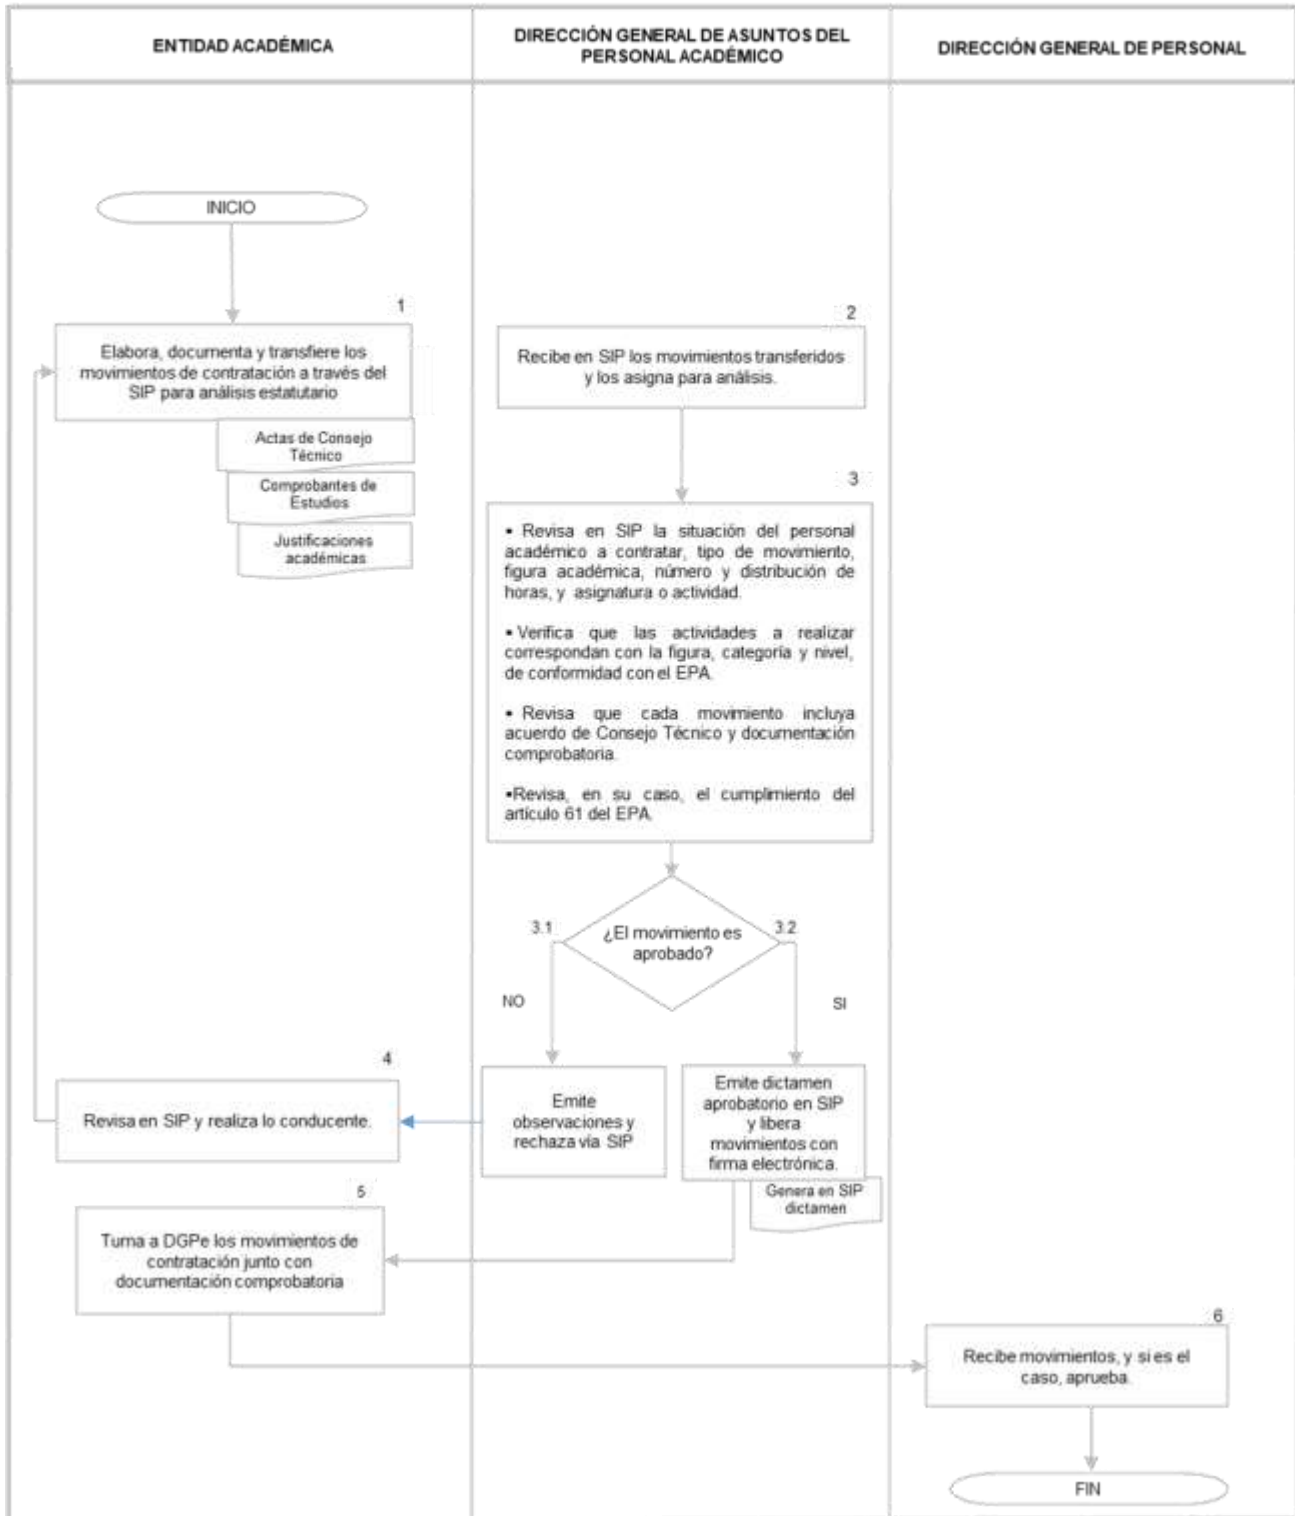 ENTIDAD ACADÉMICA
DIRECCIÓN GENERAL DE ASUNTOS DEL
PERSONAL ACADÉMICO
DIRECCIÓN GENERAL DE PERSONAL
INICIO
1
Elabora, documenta y transfiere los
movimientos de contratación a través del
SIP para análisis estatutario
Actas de Consejo
Técnico
Comprobantes de
Estudios
Justificaciones
académicas
2
Recibe en SIP los movimientos transferidos
y los asigna para análisis.
3
▪ Revisa en SIP la situación del personal
académico a contratar, tipo de movimiento,
figura académica, número y distribución de
horas, y asignatura o actividad.
▪ Verifica que las actividades a realizar
correspondan con la figura, categoría y nivel,
de conformidad con el EPA.
▪ Revisa que cada movimiento incluya
acuerdo de Consejo Técnico y documentación
comprobatoria.
▪Revisa, en su caso, el cumplimiento del
artículo 61 del EPA.
3.1
¿El movimiento es
aprobado?
3.2
NO
SI
4
Revisa en SIP y realiza lo conducente.
Emite
observaciones y
rechaza vía SIP
Emite dictamen
aprobatorio en SIP
y libera
movimientos con
firma electrónica.
Genera en SIP
dictamen
5
Turna a DGPe los movimientos de
contratación junto con
documentación comprobatoria
6
Recibe movimientos, y si es el
caso, aprueba.
FIN